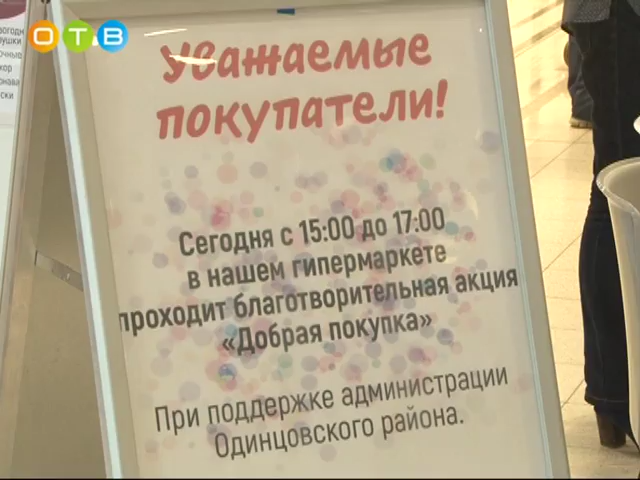 ОТВ
Уважаемые
покупатели!
Сегодня с 15:00 до 17:00
в нашем гипермаркете
проходит благотворительная акция
«Добрая покупка»
При поддержке администрации
Одинцовского района.